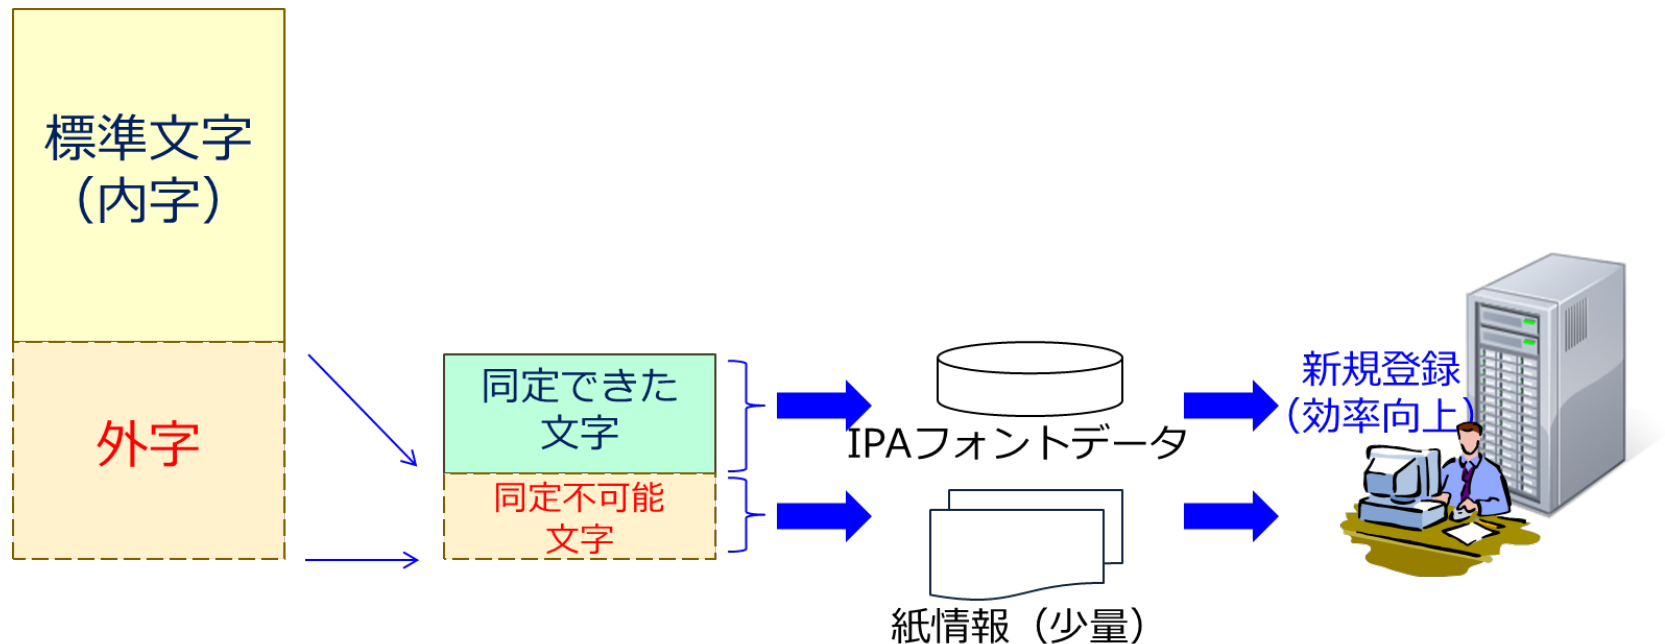 標準文字
（内字）
外字
同定できた
文字
同定不可能
文字
IPAフォントデータ
紙情報（少量）
新規登録
（効率向上）